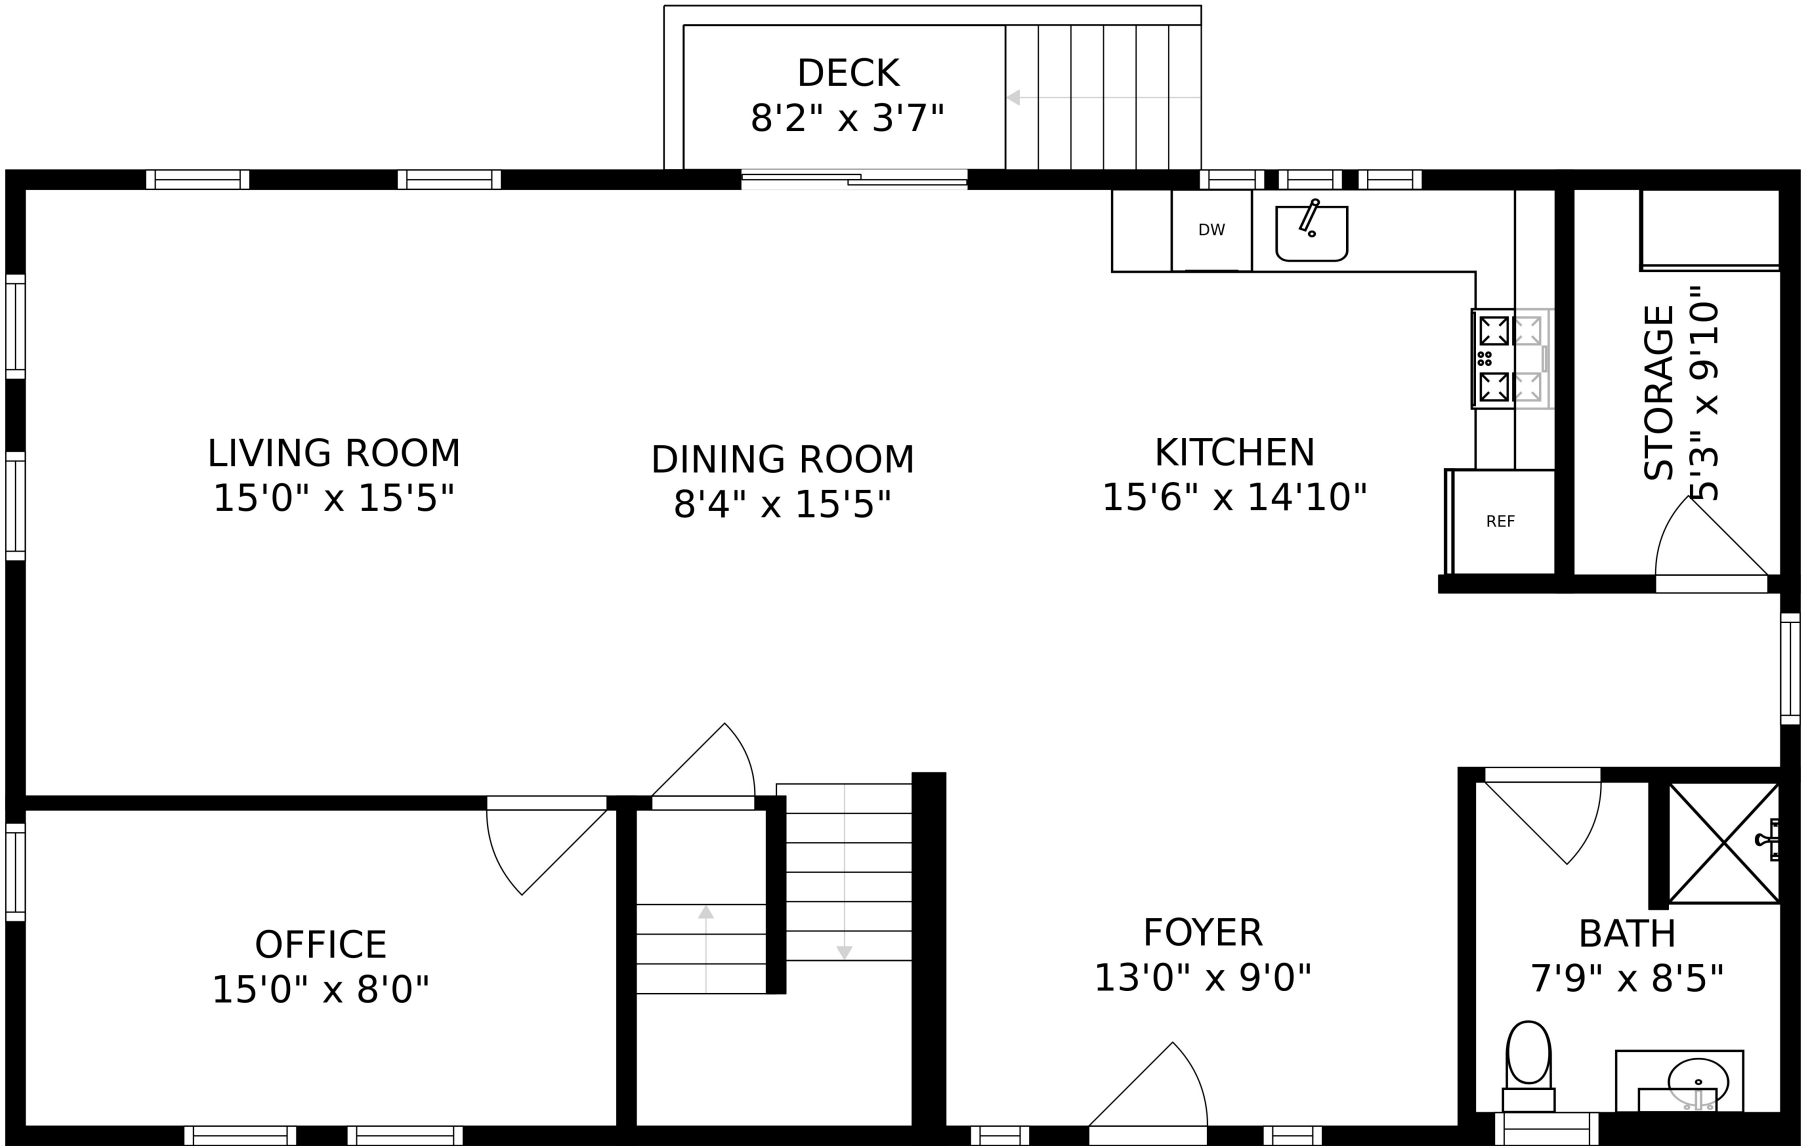 DECK
8'2" x 3'7"
DW
LIVING ROOM
15'0" x 15'5"
DINING ROOM
8'4" x 15'5"
KITCHEN
15'6" x 14'10"
REF
STORAGE
5'3" x 9'10"
OFFICE
15'0" x 8'0"
FOYER
13'0" x 9'0"
BATH
7'9" x 8'5"